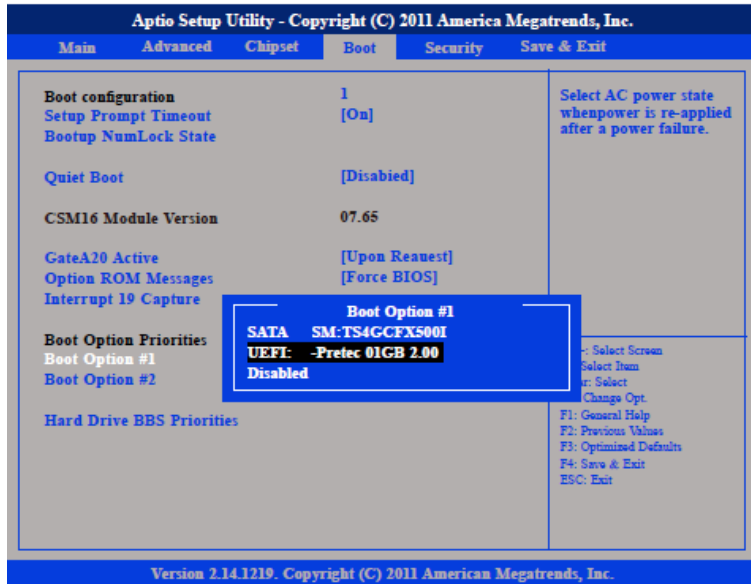 Aptio Setup Utility - Copyright (C) 2011 America Megatrends, Inc.
Main Advanced Chipset Boot Security Save & Exit
Boot configuration 1
Setup Prompt Timeout [On]
Bootup NumLock State
Quiet Boot [Disabie]
CSM16 Module Version 07.65
GateA20 Active [Upon Reauest]
Option ROM Messages [Force BIOS]
Interrupt 19 Capture
Boot Option Priorities
Boot Option #1
Boot Option #2
Hard Drive BBS Priorities
Boot Option #1
SATA SM:TS4GCFX500I
UEFI: -Pretec 01GB 2.00
Disabled
Select AC power state
whenpower is re-applied
after a power failure.
-: Select Screen
Select Item
r: Select
Change Opt.
F1: General Help
F2: Previous Values
F3: Optimized Defaults
F4: Save & Exit
ESC: Exit
Version 2.14.1219. Copyright (C) 2011 American Megatrends, Inc.